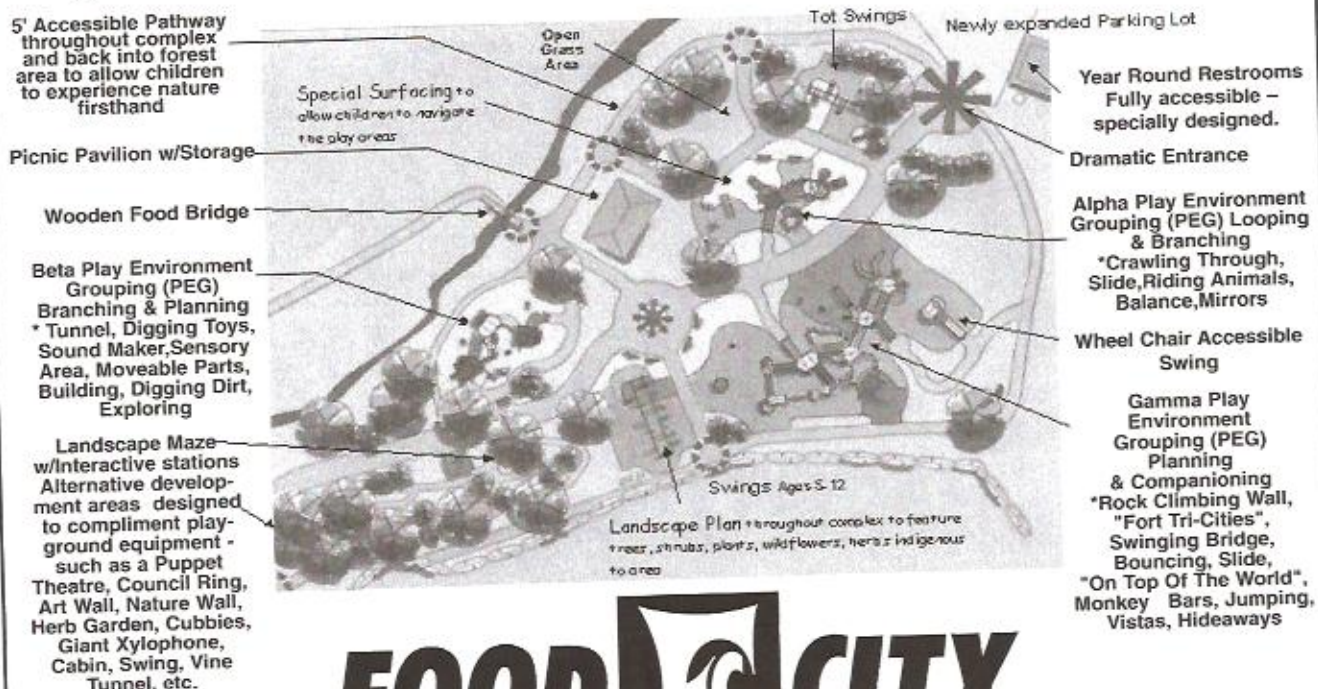 5' Accessible Pathway
throughout complex
and back into forest
area to allow children
to experience nature
firsthand
Picnic Pavilion w/Storage
Wooden Food Bridge
Beta Play Environment
Grouping (PEG)
Branching & Planning
* Tunnel, Digging Toys,
Sound Maker,Sensory
Area, Moveable Parts,
Building, Digging Dirt,
Exploring
Landscape Maze
w/Interactive stations
Alternative develop-
ment areas designed
to compliment play-
ground equipment -
such as a Puppet
Theatre, Council Ring,
Art Wall, Nature Wall,
Herb Garden, Cubbies,
Giant Xylophone,
Cabin, Swing, Vine
Tunnel, etc.
Open
Grass
Area
Tot Swings
Newly expanded Parking Lot
Special Surfacing to
allow children to navigate
the play areas
Swings Ages 5-12
Landscape Plan throughout complex to feature
trees, shrubs, plants, wildflowers, herbs indigenous
to area
Year Round Restrooms
Fully accessible –
specially designed.
Dramatic Entrance
Alpha Play Environment
Grouping (PEG) Looping
& Branching
*Crawling Through,
Slide,Riding Animals,
Balance,Mirrors
Wheel Chair Accessible
Swing
Gamma Play
Environment
Grouping (PEG)
Planning
& Companioning
*Rock Climbing Wall,
"Fort Tri-Cities",
Swinging Bridge,
Bouncing, Slide,
"On Top Of The World",
Monkey Bars, Jumping,
Vistas, Hideaways
FOOD CITY